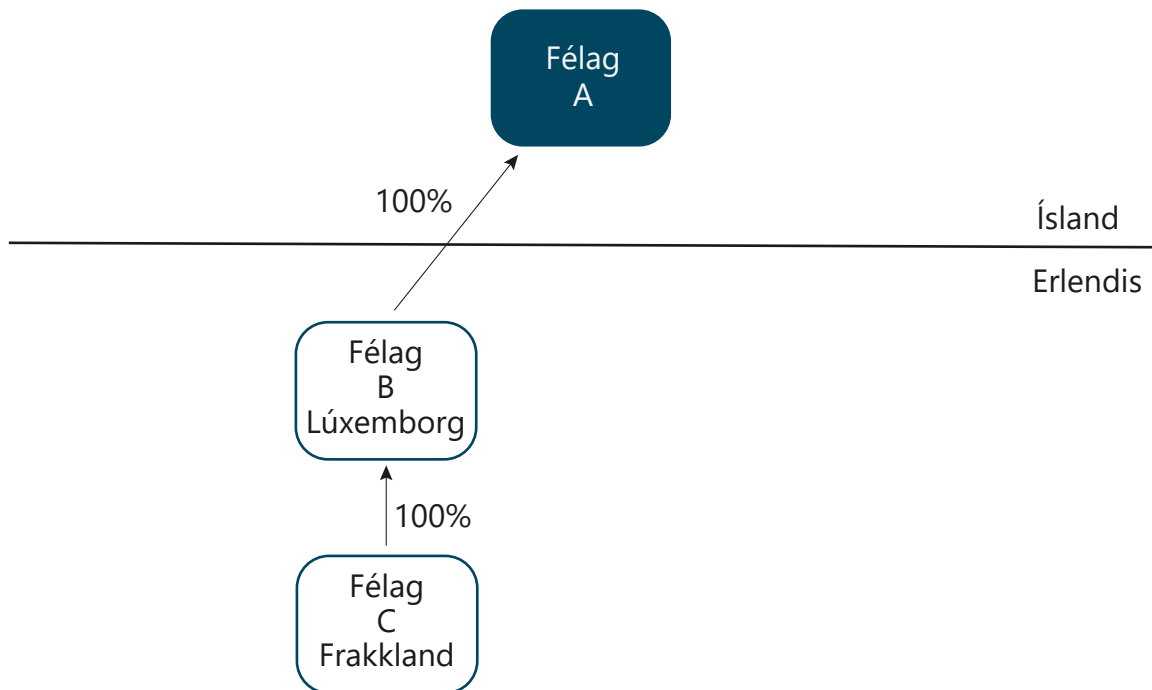 Félag
A
100%
Ísland
Erlendis
Félag
B
Lúxemborg
100%
Félag
C
Frakkland